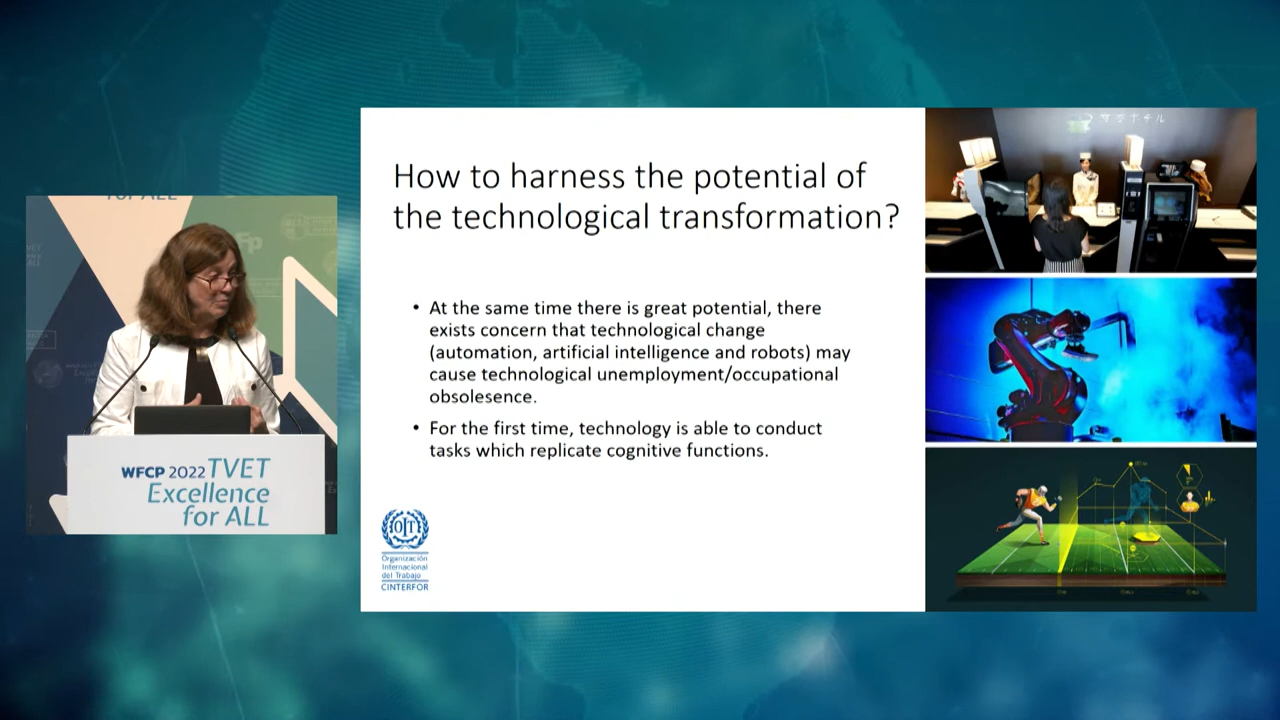 FOR ALL
WFCP 2022 TVET
Excellence
for ALL
How to harness the potential of
the technological transformation?
• At the same time there is great potential, there
exists concern that technological change
(automation, artificial intelligence and robots) may
cause technological unemployment/occupational
obsolesence.
• For the first time, technology is able to conduct
tasks which replicate cognitive functions.
OIT
Organización
Internacional
del Trabajo
CINTERFOR